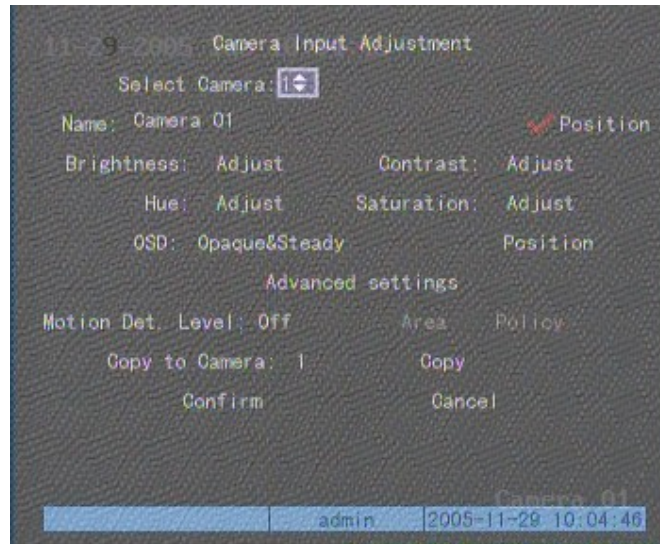 11-29-2005 Camera Input Adjustment
Select Camera: 1
Name: Camera 01 Position
Brightness: Adjust Contrast: Adjust
Hue: Adjust Saturation: Adjust
OSD: Opaque&Steady Position
Advanced settings
Motion Det. Level: Off Area Policy
Copy to Camera: 1 Copy
Confirm Cancel
Camera 01
admin 2005-11-29 10:04:46